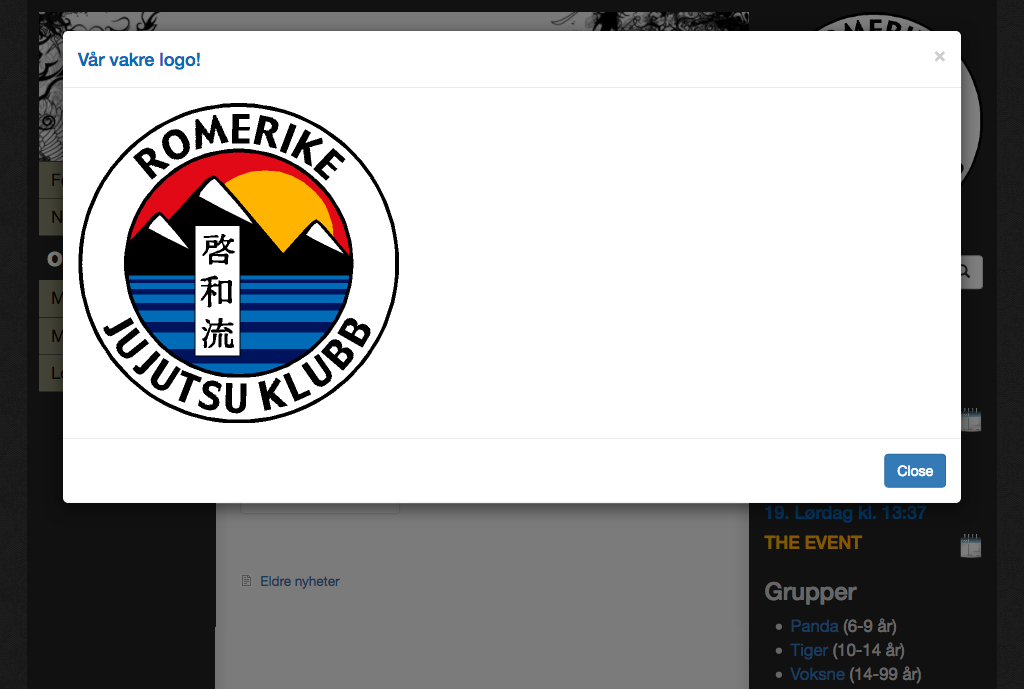 Vår vakre logo!
×
ROMERIKE
啓和流
JUJUTSU KLUBB
Close
19. Lørdag kl. 13:37
THE EVENT
Eldre nyheter
Grupper
Panda (6-9 år)
Tiger (10-14 år)
Voksne (14-99 år)